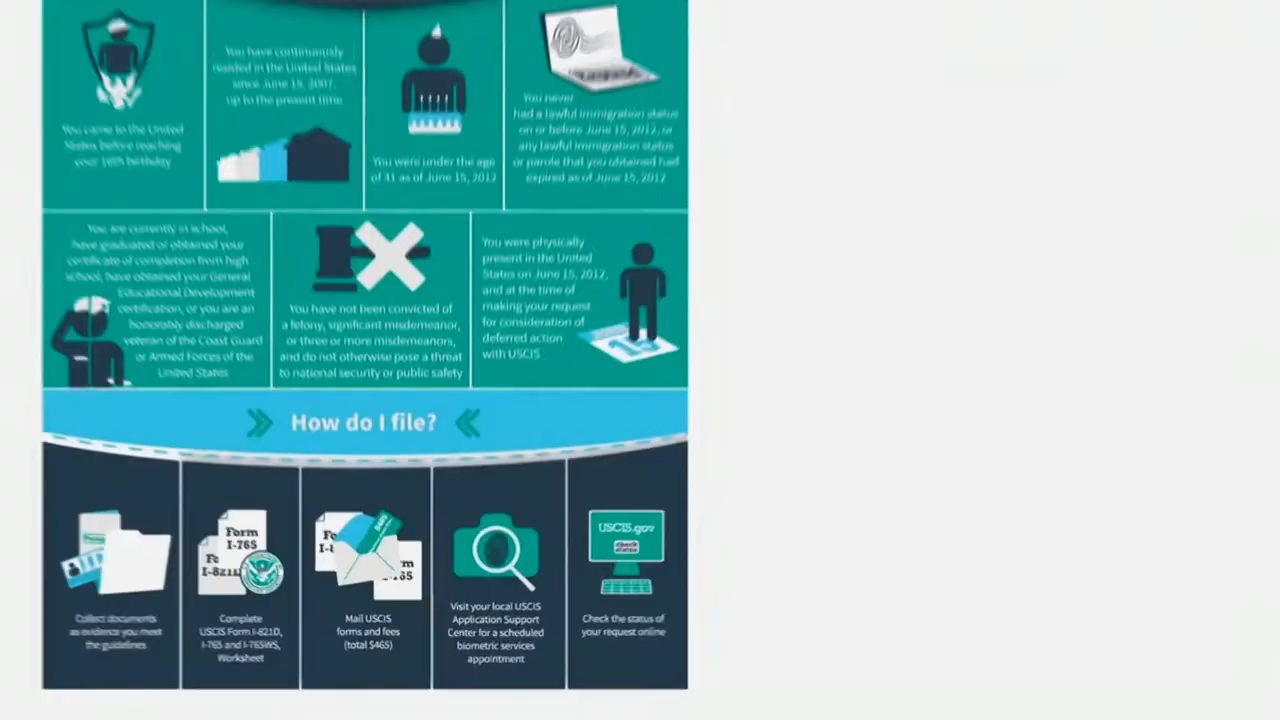 You came to the United
States before reaching
your 16th birthday
You have continuously
resided in the United States
since June 15, 2007,
up to the present time
You were under the age
of 31 as of June 15, 2012
You never
had a lawful immigration status
on or before June 15, 2012, or
any lawful immigration status
or parole that you obtained had
expired as of June 15, 2012
You are currently in school,
have graduated or obtained your
certificate of completion from high
school, have obtained your General
Educational Development
certification, or you are an
honorably discharged
veteran of the Coast Guard
or Armed Forces of the
United States
You have not been convicted of
a felony, significant misdemeanor,
or three or more misdemeanors,
and do not otherwise pose a threat
to national security or public safety
You were physically
present in the United
States on June 15, 2012,
and at the time of
making your request
for consideration of
deferred action
with USCIS
How do I file?
Form
I-765
I-821D
Collect documents
as evidence you meet
the guidelines
Complete
USCIS Form I-821D,
I-765 and I-765WS,
Worksheet
$465
Mail USCIS
forms and fees
(total $465)
Visit your local USCIS
Application Support
Center for a scheduled
biometric services
appointment
USCIS.gov
check
status
Check the status of
your request online